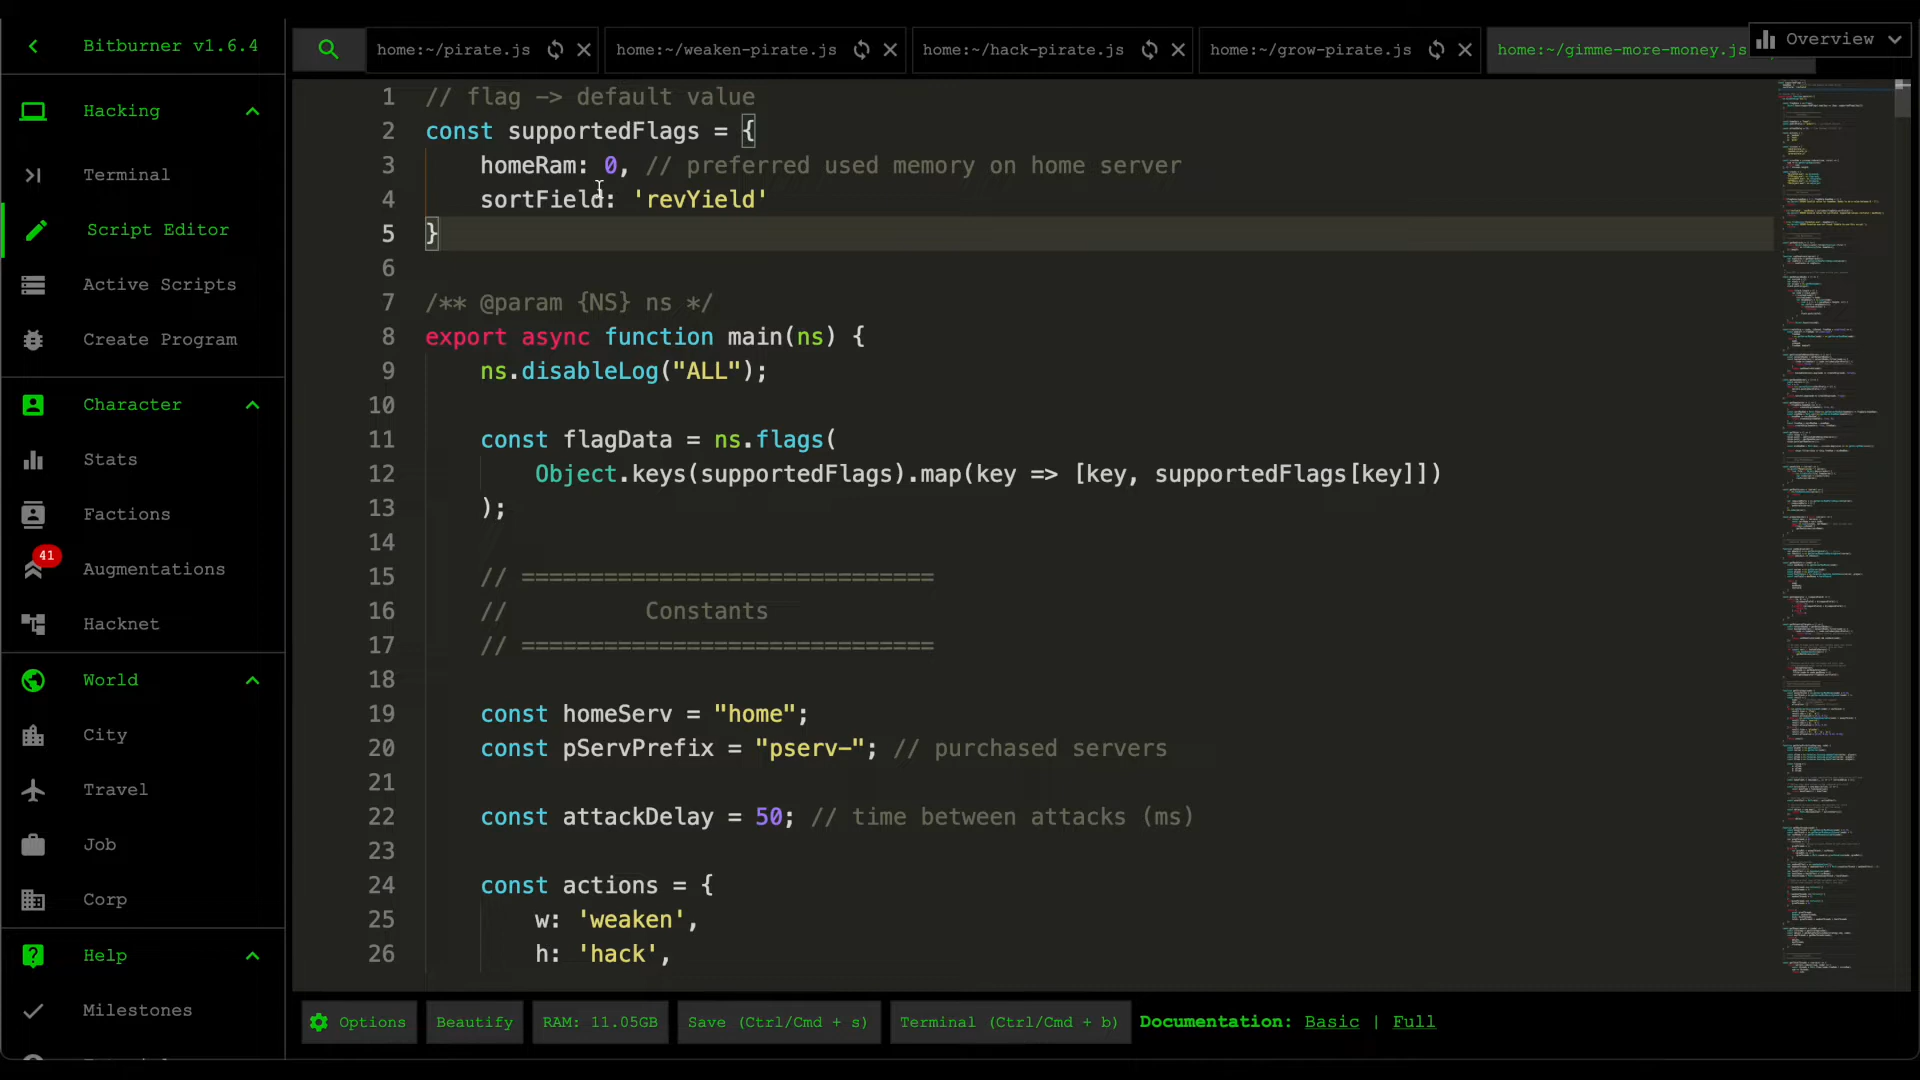 Bitburner v1.6.4
Hacking
Terminal
Script Editor
Active Scripts
Create Program
Character
Stats
Factions
41
Augmentations
Hacknet
World
City
Travel
Job
Corp
Help
Milestones
home:~/pirate.js
home:~/weaken-pirate.js
home:~/hack-pirate.js
home:~/grow-pirate.js
home:~/gimme-more-money.js
Overview
1 // flag -> default value
2 const supportedFlags = {
3 homeRam: 0, // preferred used memory on home server
4 sortField: 'revYield'
5 }
6
7 /** @param {NS} ns */
8 export async function main(ns) {
9 ns.disableLog("ALL");
10
11 const flagData = ns.flags(
12 Object.keys(supportedFlags).map(key => [key, supportedFlags[key]])
13 );
14
15 // ==============================
16 // Constants
17 // ==============================
18
19 const homeServ = "home";
20 const pServPrefix = "pserv-"; // purchased servers
21
22 const attackDelay = 50; // time between attacks (ms)
23
24 const actions = {
25 w: 'weaken',
26 h: 'hack',
Options
Beautify
RAM: 11.05GB
Save (Ctrl/Cmd + s)
Terminal (Ctrl/Cmd + b)
Documentation: Basic | Full